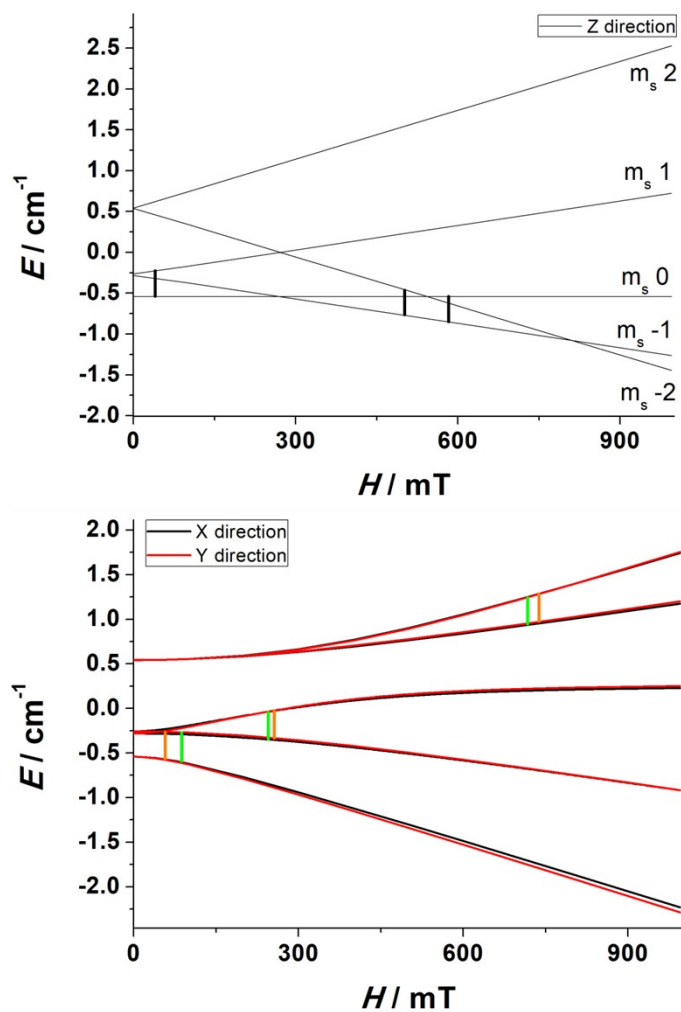 Z direction
2.5
2.0
1.5
1.0
0.5
0.0
-0.5
-1.0
-1.5
-2.0
E / cm-1
ms 2
ms 1
ms 0
ms -1
ms -2
0
300
600
900
H / mT
X direction
Y direction
2.0
1.5
1.0
0.5
0.0
-0.5
-1.0
-1.5
-2.0
E / cm-1
0
300
600
900
H / mT